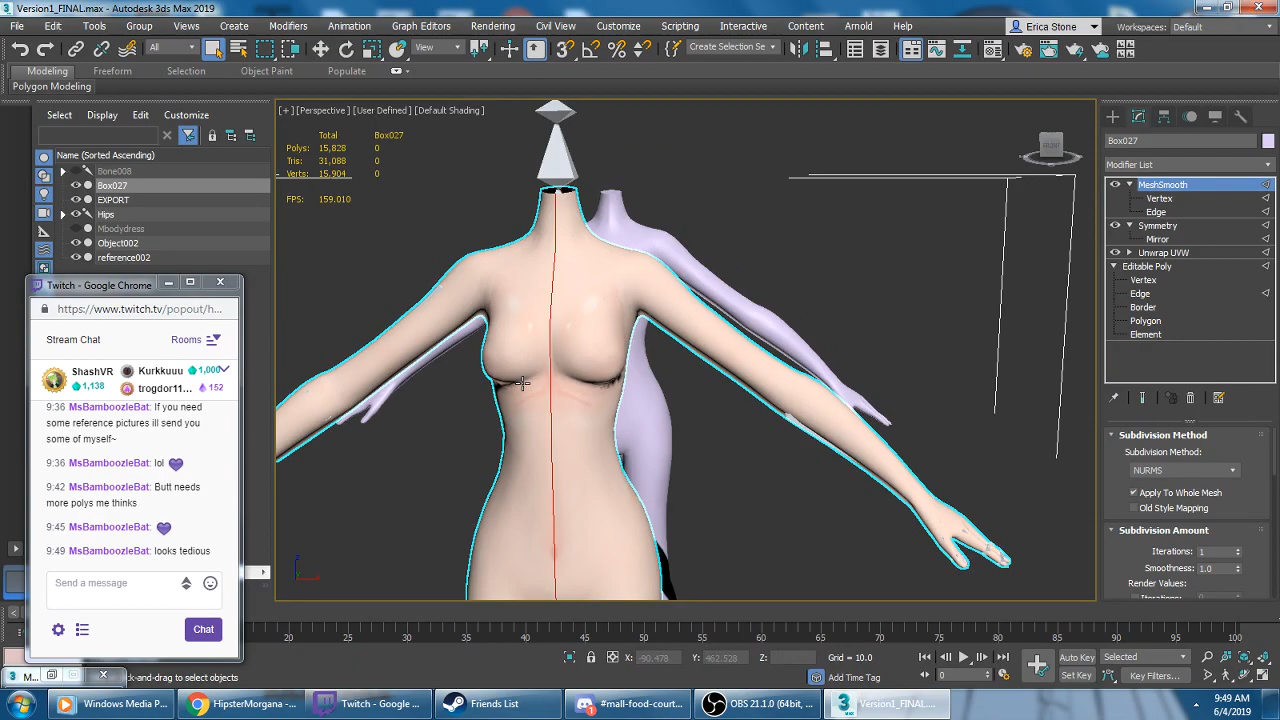 Version1_FINAL.max - Autodesk 3ds Max 2019
File Edit Tools Group Views Create Modifiers Animation Graph Editors Rendering Civil View Customize Scripting Interactive Content Arnold Help
Erica Stone Workspaces: Default
All View Create Selection Se
Modeling Freeform Selection Object Paint Populate
Polygon Modeling
Select Display Edit Customize
Name (Sorted Ascending)
Bone008
Box027
EXPORT
Hips
Mbodydress
Object002
reference002
[+] [Perspective] [User Defined] [Default Shading]
Total Box027
Polys: 15,828 0
Tris: 31,088 0
Verts: 15,904 0
FPS: 159.010
FRONT
Box027
Modifier List
MeshSmooth
Vertex
Edge
Symmetry
Mirror
Unwrap UVW
Editable Poly
Vertex
Edge
Border
Polygon
Element
Subdivision Method
Subdivision Method:
NURMS
Apply To Whole Mesh
Old Style Mapping
Subdivision Amount
Iterations: 1
Smoothness: 1.0
Render Values:
Twitch - Google Chrome
https://www.twitch.tv/popout/h...
Stream Chat Rooms
ShashVR 1,138
Kurkkuuu 1,000
trogdor11... 152
9:36 MsBamboozleBat: If you need
some reference pictures ill send you
some of myself~
9:36 MsBamboozleBat: lol
9:42 MsBamboozleBat: Butt needs
more polys me thinks
9:45 MsBamboozleBat:
9:49 MsBamboozleBat: looks tedious
Send a message
Chat
20 25 30 35 40 45 50 55 60 65 70 75 80 85 90 95 100
X: -90.478 Y: 462.528 Z: Grid = 10.0
Auto Key Selected
Set Key Key Filters...
Add Time Tag
M...
-and-drag to select objects
0
Windows Media P... HipsterMorgana -... Twitch - Google ... Friends List #mall-food-court... OBS 21.1.0 (64bit, ... Version1_FINAL....
9:49 AM
6/4/2019